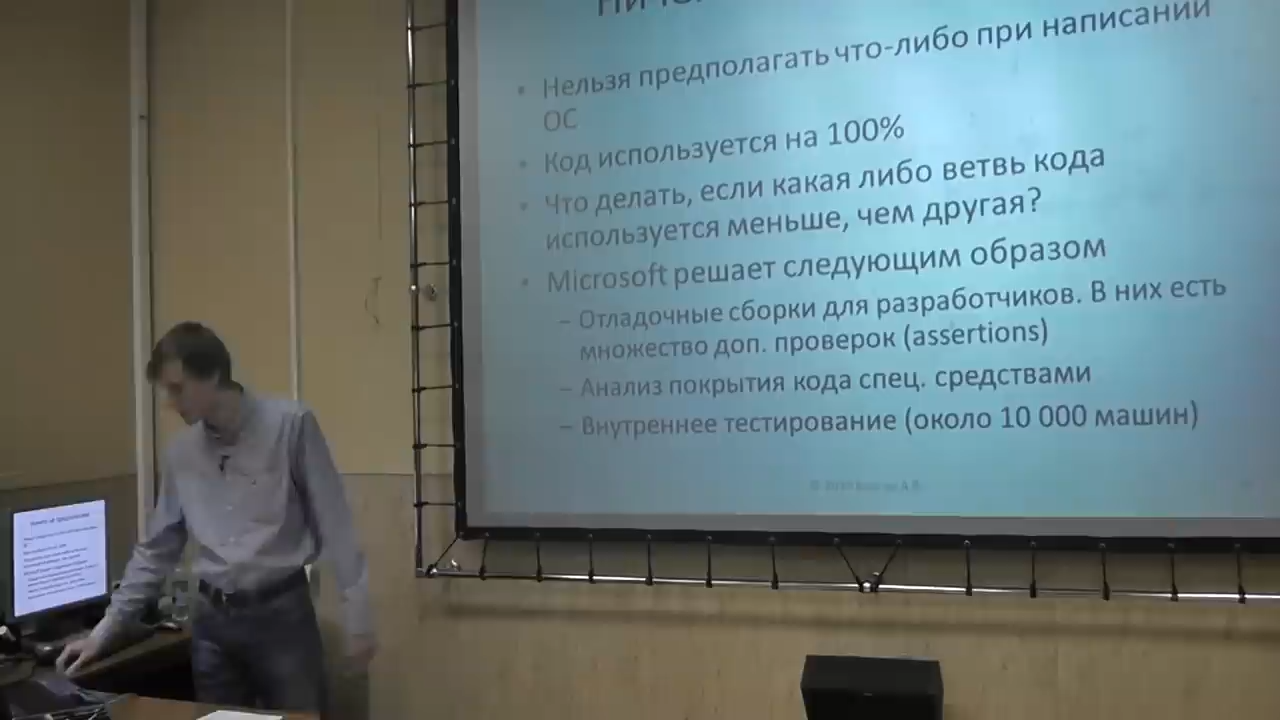 Нельзя предполагать что-либо при написании
ОС
Код используется на 100%
Что делать, если какая либо ветвь кода
используется меньше, чем другая?
Microsoft решает следующим образом
– Отладочные сборки для разработчиков. В них есть
множество доп. проверок (assertions)
– Анализ покрытия кода спец. средствами
– Внутреннее тестирование (около 10 000 машин)